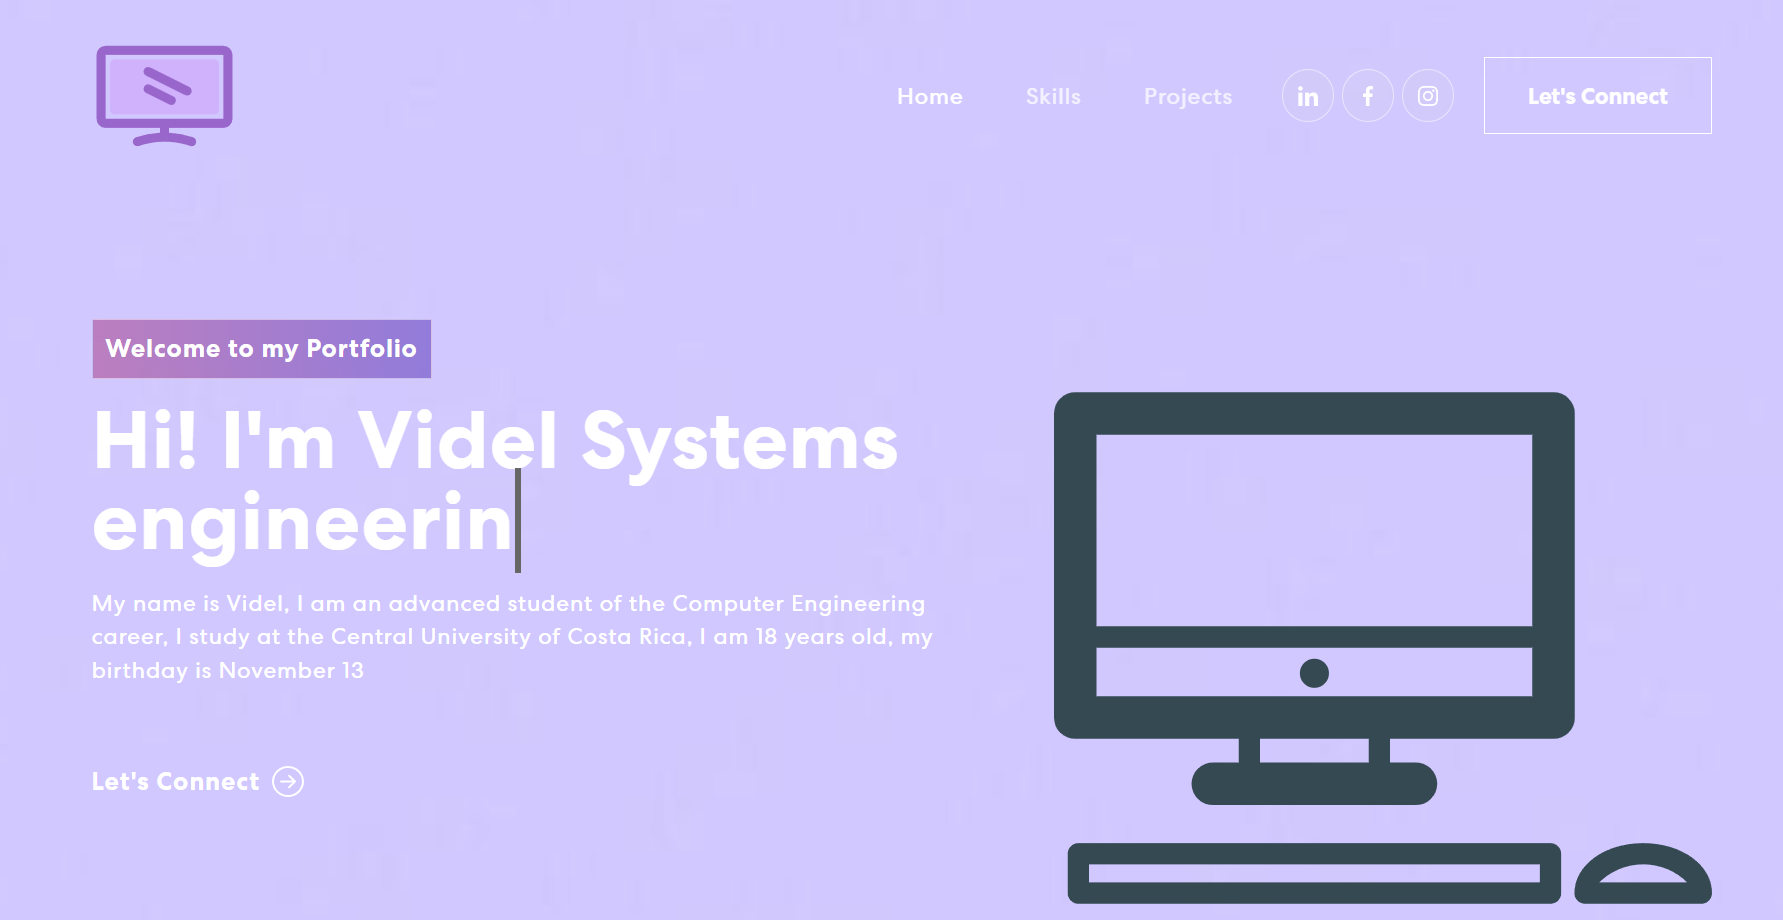 Home Skills Projects Let's Connect
Welcome to my Portfolio
Hi! I'm Videl Systems
engineerin
My name is Videl, I am an advanced student of the Computer Engineering
career, I study at the Central University of Costa Rica, I am 18 years old, my
birthday is November 13
Let's Connect